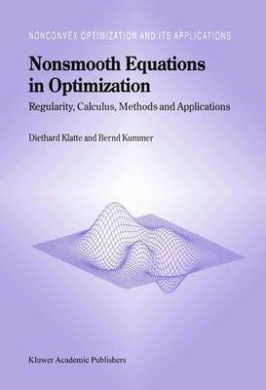 NONCONVEX OPTIMIZATION AND ITS APPLICATIONS
Nonsmooth Equations
in Optimization
Regularity, Calculus, Methods and Applications
Diethard Klatte and Bernd Kummer
Kluwer Academic Publishers